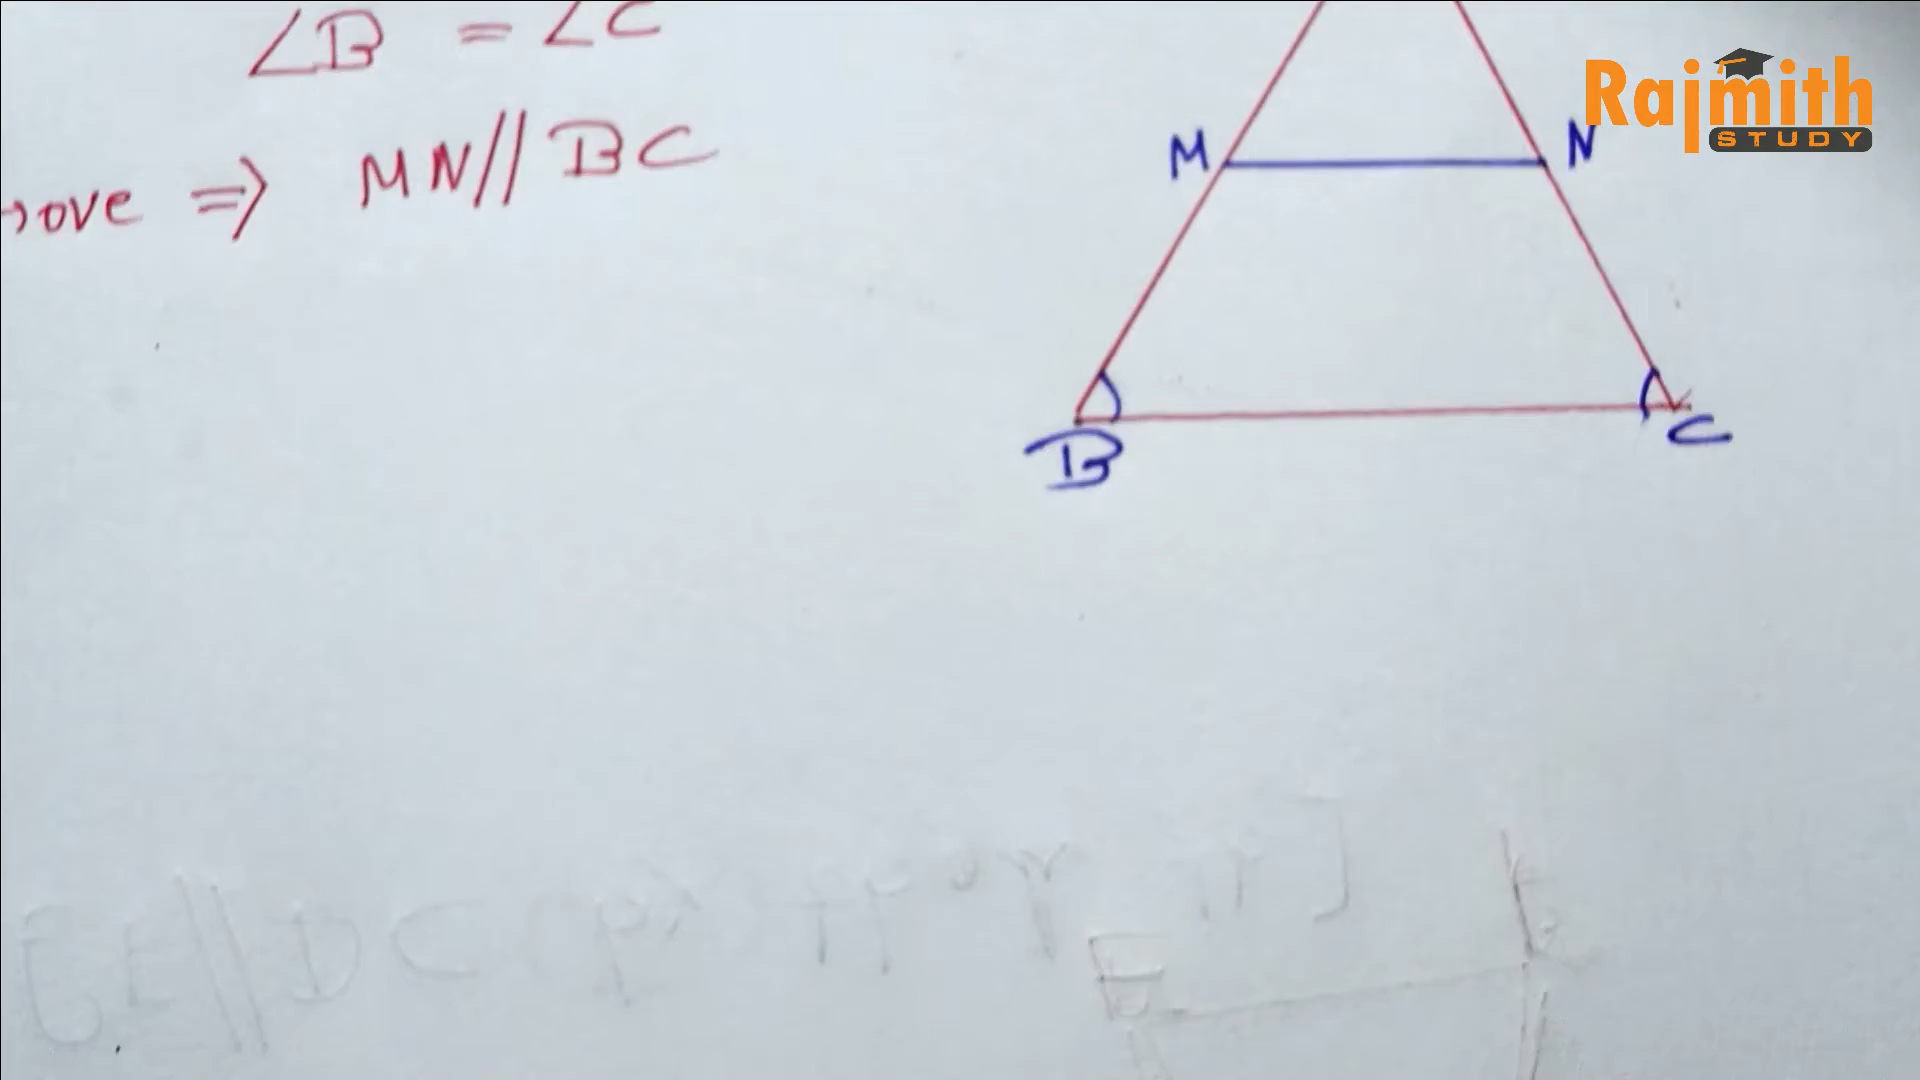 ∠B = ∠C
rove ⇒ MN // BC
Rajmith
STUDY
M
N
B
C